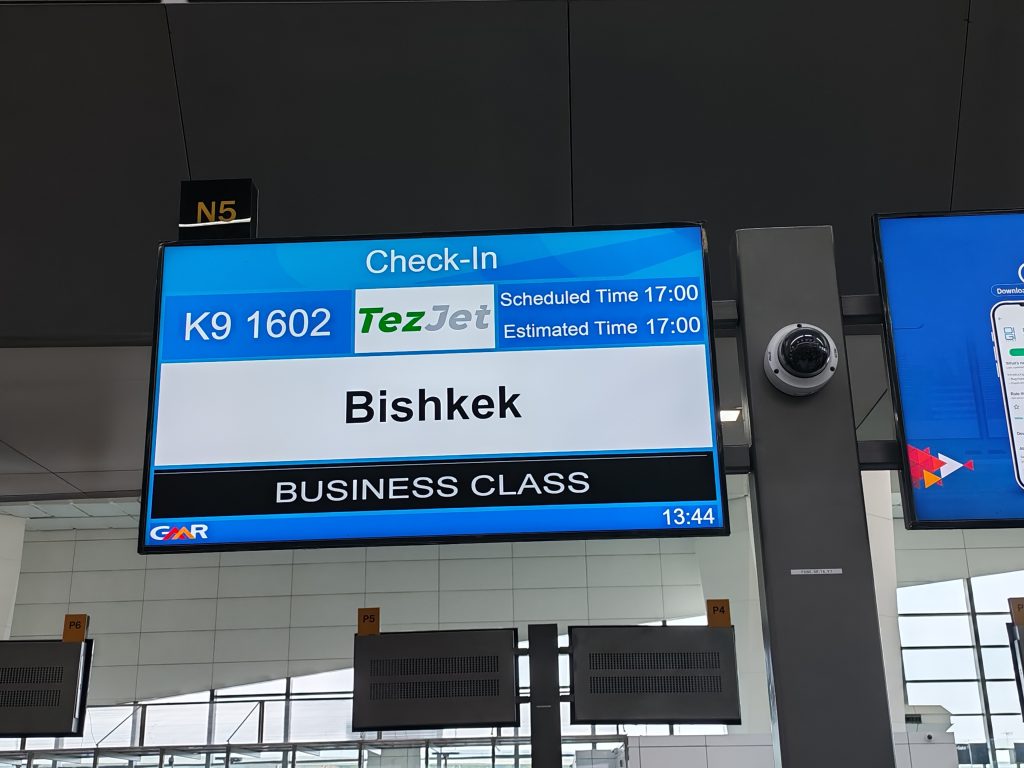 N5
Check-In
K9 1602
TezJet
Scheduled Time 17:00
Estimated Time 17:00
Bishkek
BUSINESS CLASS
GMR
13:44
Downlo
P6
P5
P4